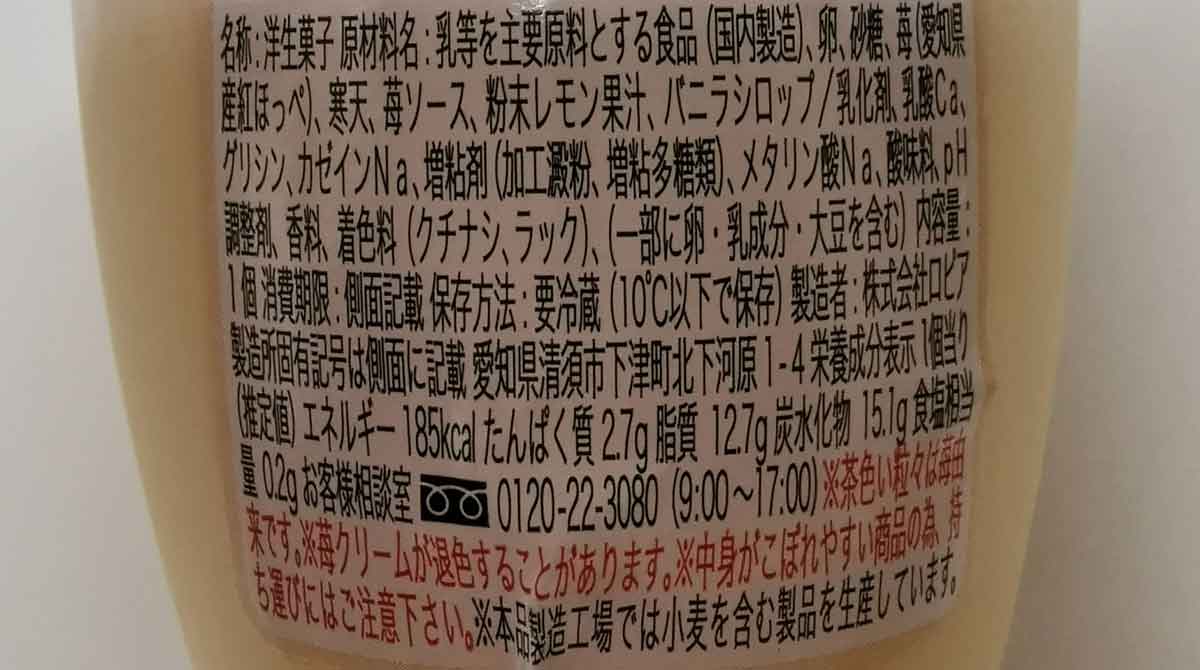 名称：洋生菓子 原材料名：乳等を主要原料とする食品（国内製造）、卵、砂糖、苺（愛知県
産紅ほっぺ）、寒天、苺ソース、粉末レモン果汁、バニラシロップ/乳化剤、乳酸Ca、
グリシン、カゼインNa、増粘剤（加工澱粉、増粘多糖類）、メタリン酸Na、酸味料、pH
調整剤、香料、着色料（クチナシ、ラック）、（一部に卵・乳成分・大豆を含む）内容量：
1個 消費期限：側面記載 保存方法：要冷蔵（10℃以下で保存）製造者：株式会社ロピア
製造所固有記号は側面に記載 愛知県清須市下津町北下河原1-4 栄養成分表示 1個当り
（推定値）エネルギー 185kcal たんぱく質 2.7g 脂質 12.7g 炭水化物 15.1g 食塩相当
量 0.2g お客様相談室 0120-22-3080（9:00〜17:00）※茶色い粒々は苺由
来です。※苺クリームが退色することがあります。※中身がこぼれやすい商品の為、持
ち運びにはご注意下さい。※本品製造工場では小麦を含む製品を生産しています。